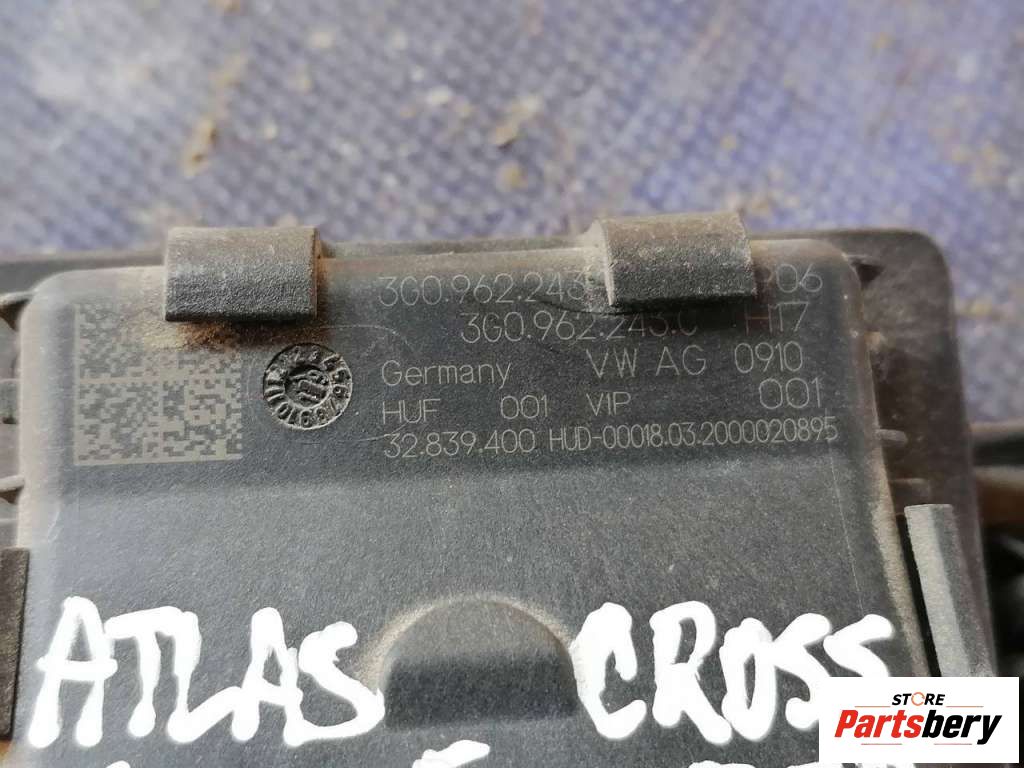 3G0.962.243 206
3G0.962.243.C H17
Germany VW AG 0910
HUF 001 VIP 001
32.839.400 HUD-00018.03.2000020895
ATLAS CROSS
STORE
Partsbery